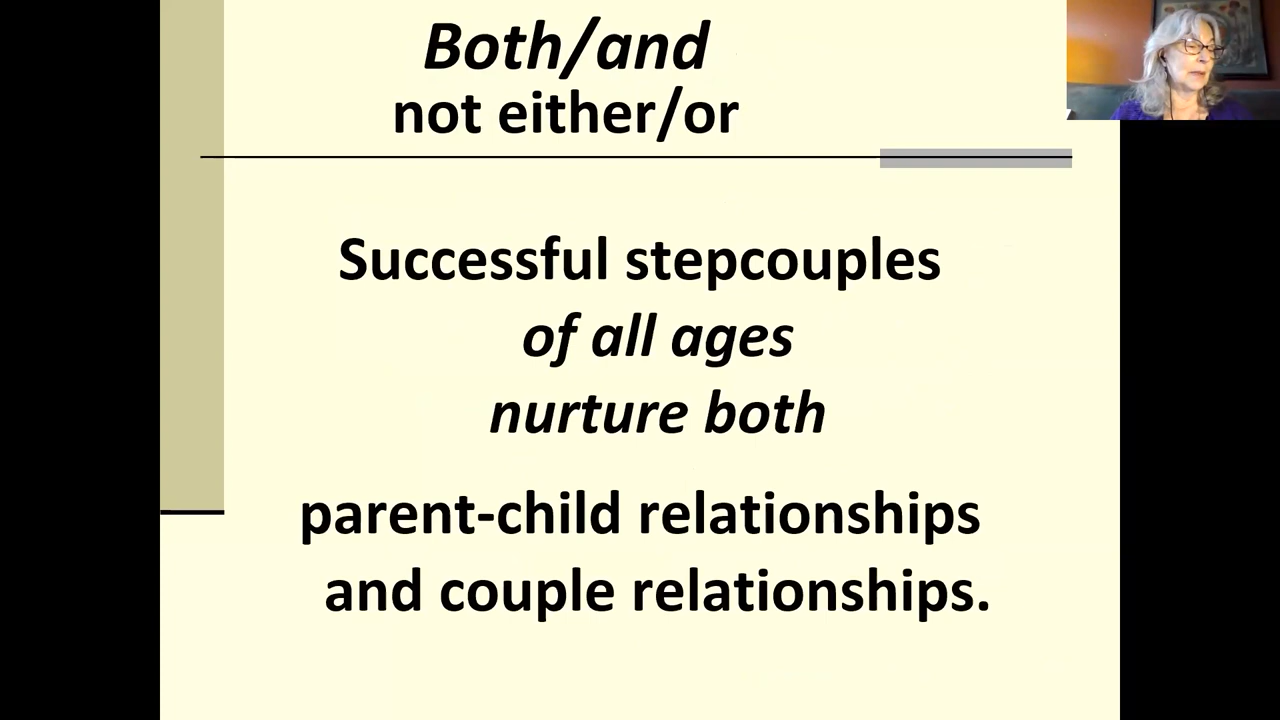 Both/and
not either/or
Successful stepcouples
of all ages
nurture both
parent-child relationships
and couple relationships.